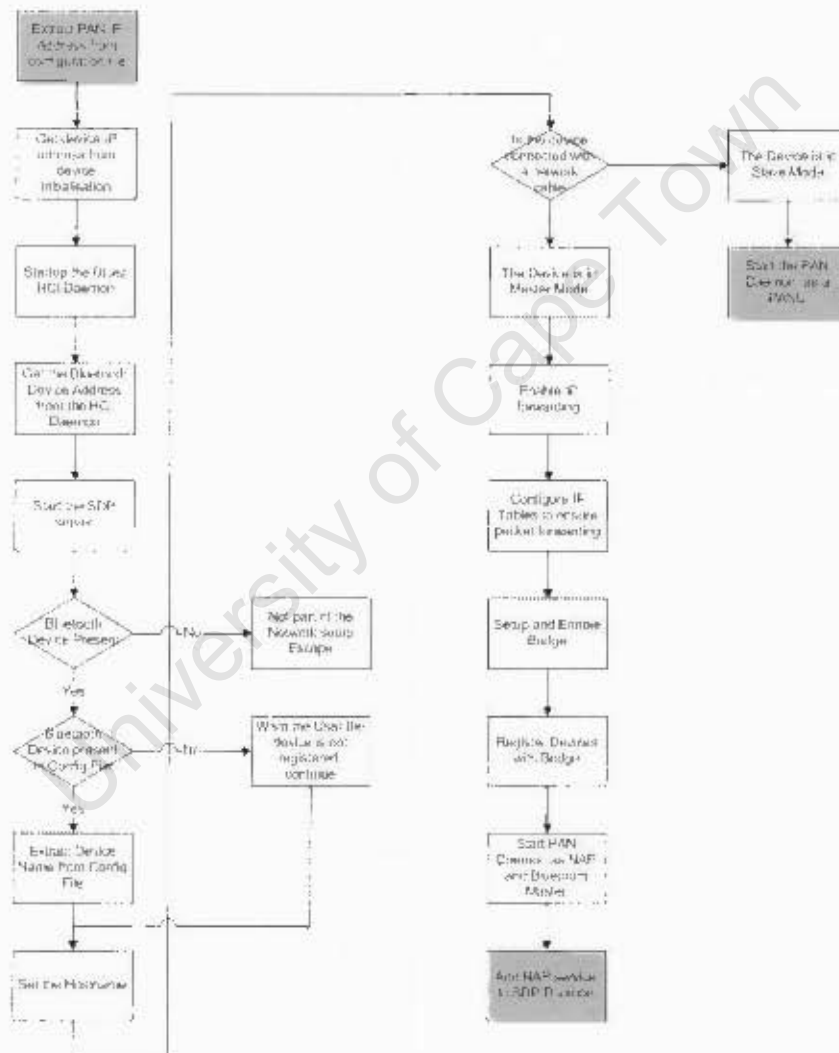 Extract PAN IP
Address from
configuration file
Get device IP
address from
device
initialisation
Startup the Bluez
HCI Daemon
Get the Bluetooth
Device Address
from the HCI
Daemon
Start the SDP
server
Bluetooth
Device Present
No
Not part of the
Network
Escape
Yes
Bluetooth
Device present
in Config File
No
Warn the User the
device is not
registered
continue
Yes
Extract Device
Name from Config
File
Set the Hostname
Is the device
connected with
a network
cable
The Device is in
Slave Mode
Start the PAN
Daemon as a
PANU
The Device is in
Master Mode
Enable IP
forwarding
Configure IP
Tables to ensure
packet forwarding
Setup and Enable
Bridge
Register Devices
with Bridge
Start PAN
Daemon as NAP
and Bluetooth
Master
Add NAP service
to SDP Daemon
University of Cape Town